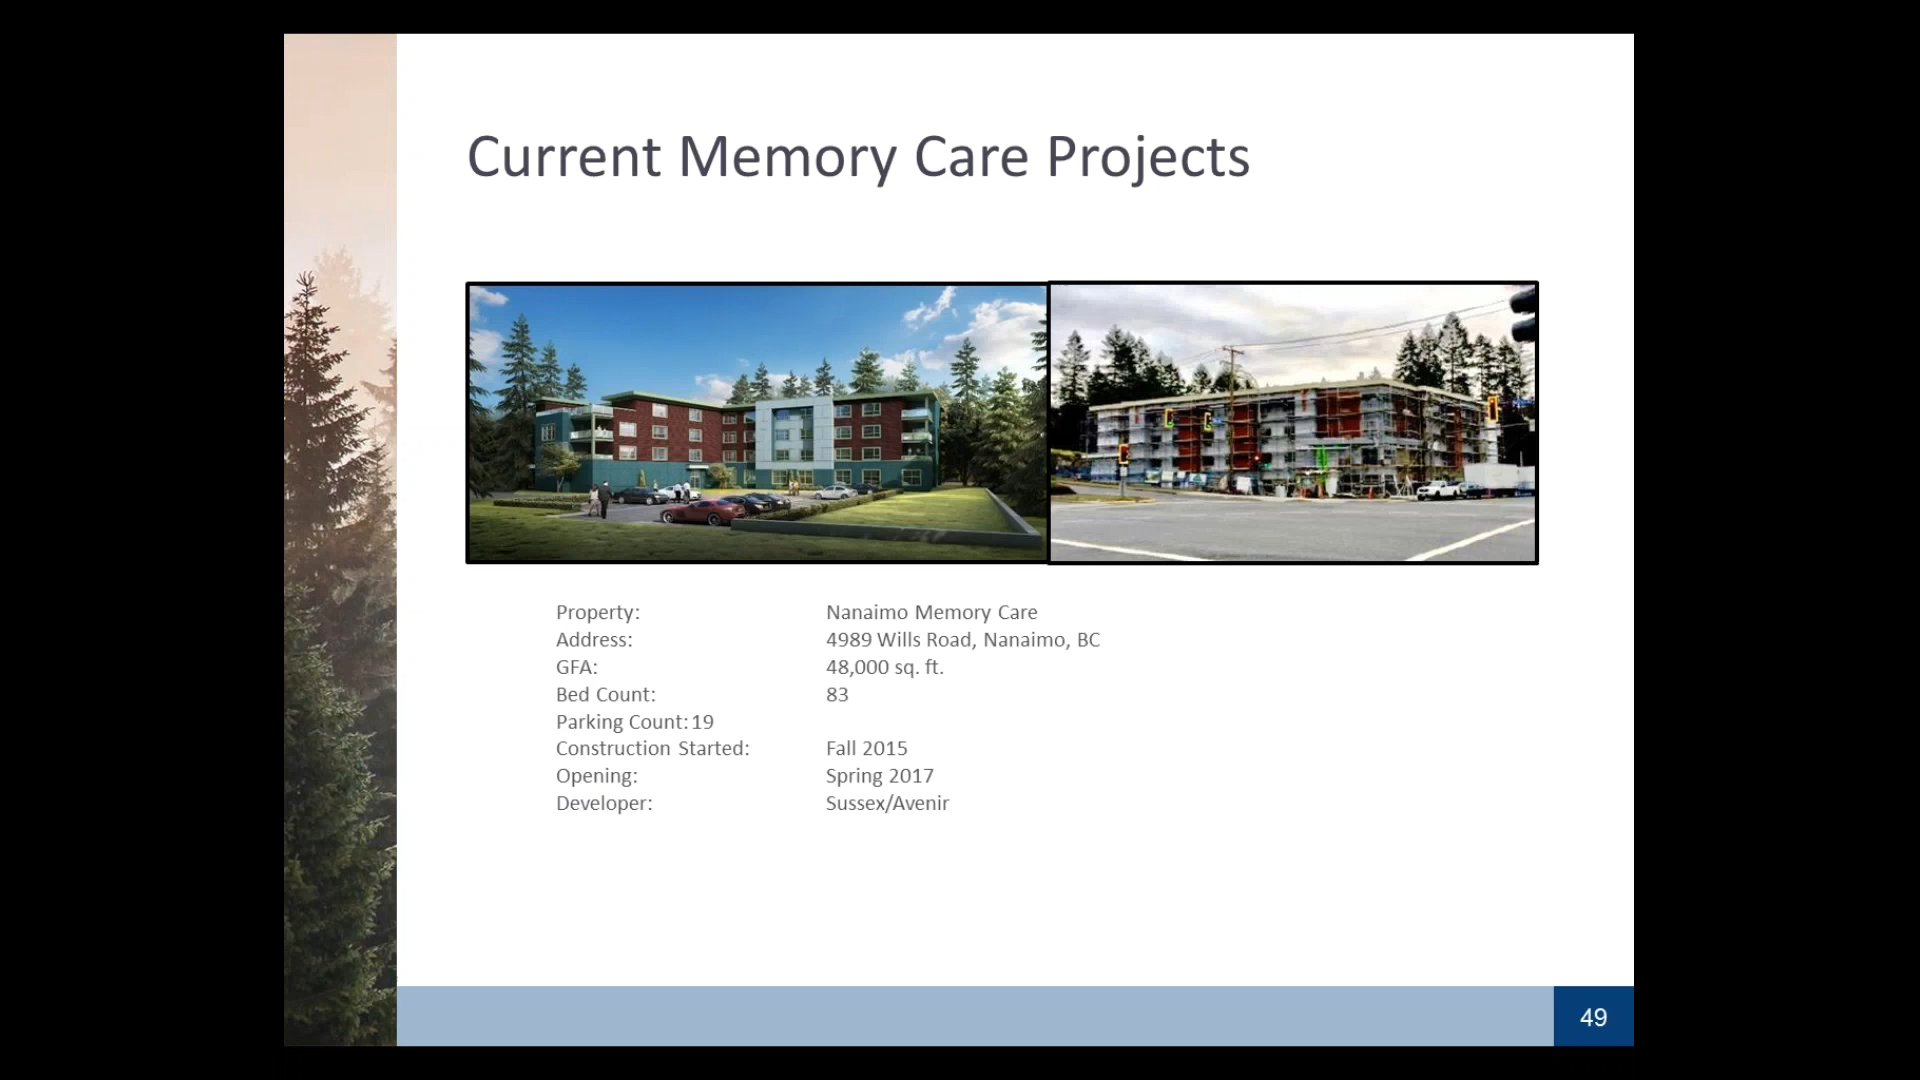 Current Memory Care Projects
Property: Nanaimo Memory Care
Address: 4989 Wills Road, Nanaimo, BC
GFA: 48,000 sq. ft.
Bed Count: 83
Parking Count: 19
Construction Started: Fall 2015
Opening: Spring 2017
Developer: Sussex/Avenir
49